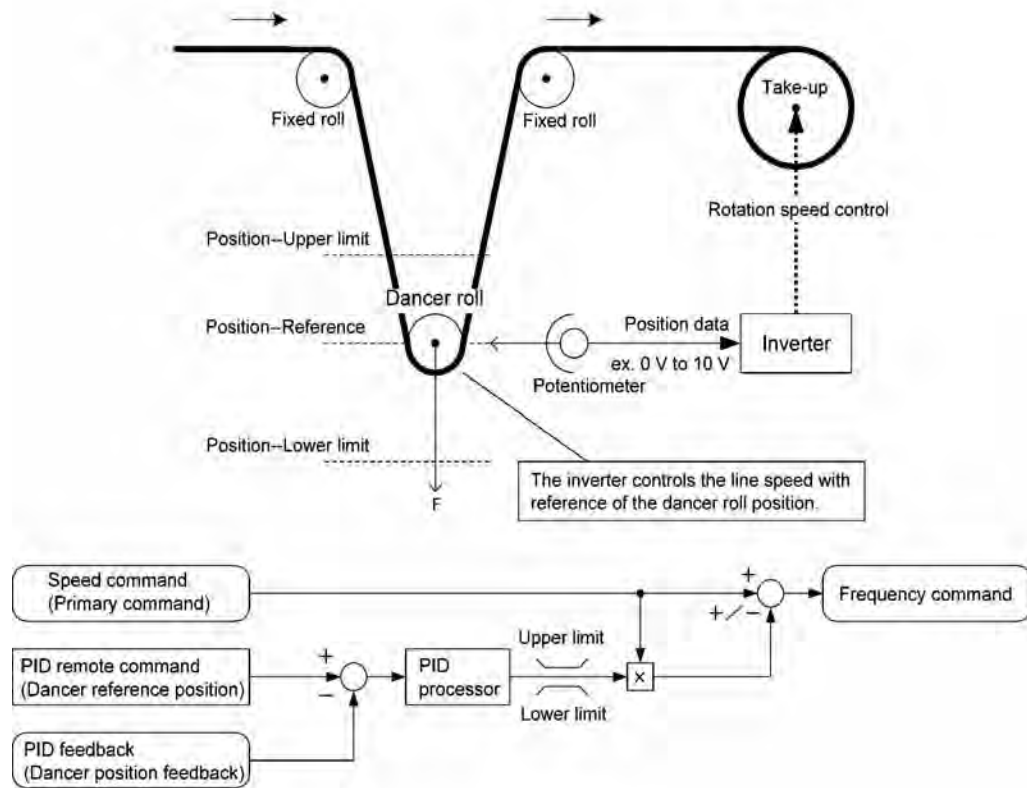 Take-up
Fixed roll
Fixed roll
Rotation speed control
Position--Upper limit
Dancer roll
Position--Reference
Position data
Inverter
ex. 0 V to 10 V
Potentiometer
Position--Lower limit
The inverter controls the line speed with
reference of the dancer roll position.
F
Speed command
(Primary command)
+
+/-
Frequency command
Upper limit
PID remote command
(Dancer reference position)
+
-
PID
processor
×
Lower limit
PID feedback
(Dancer position feedback)